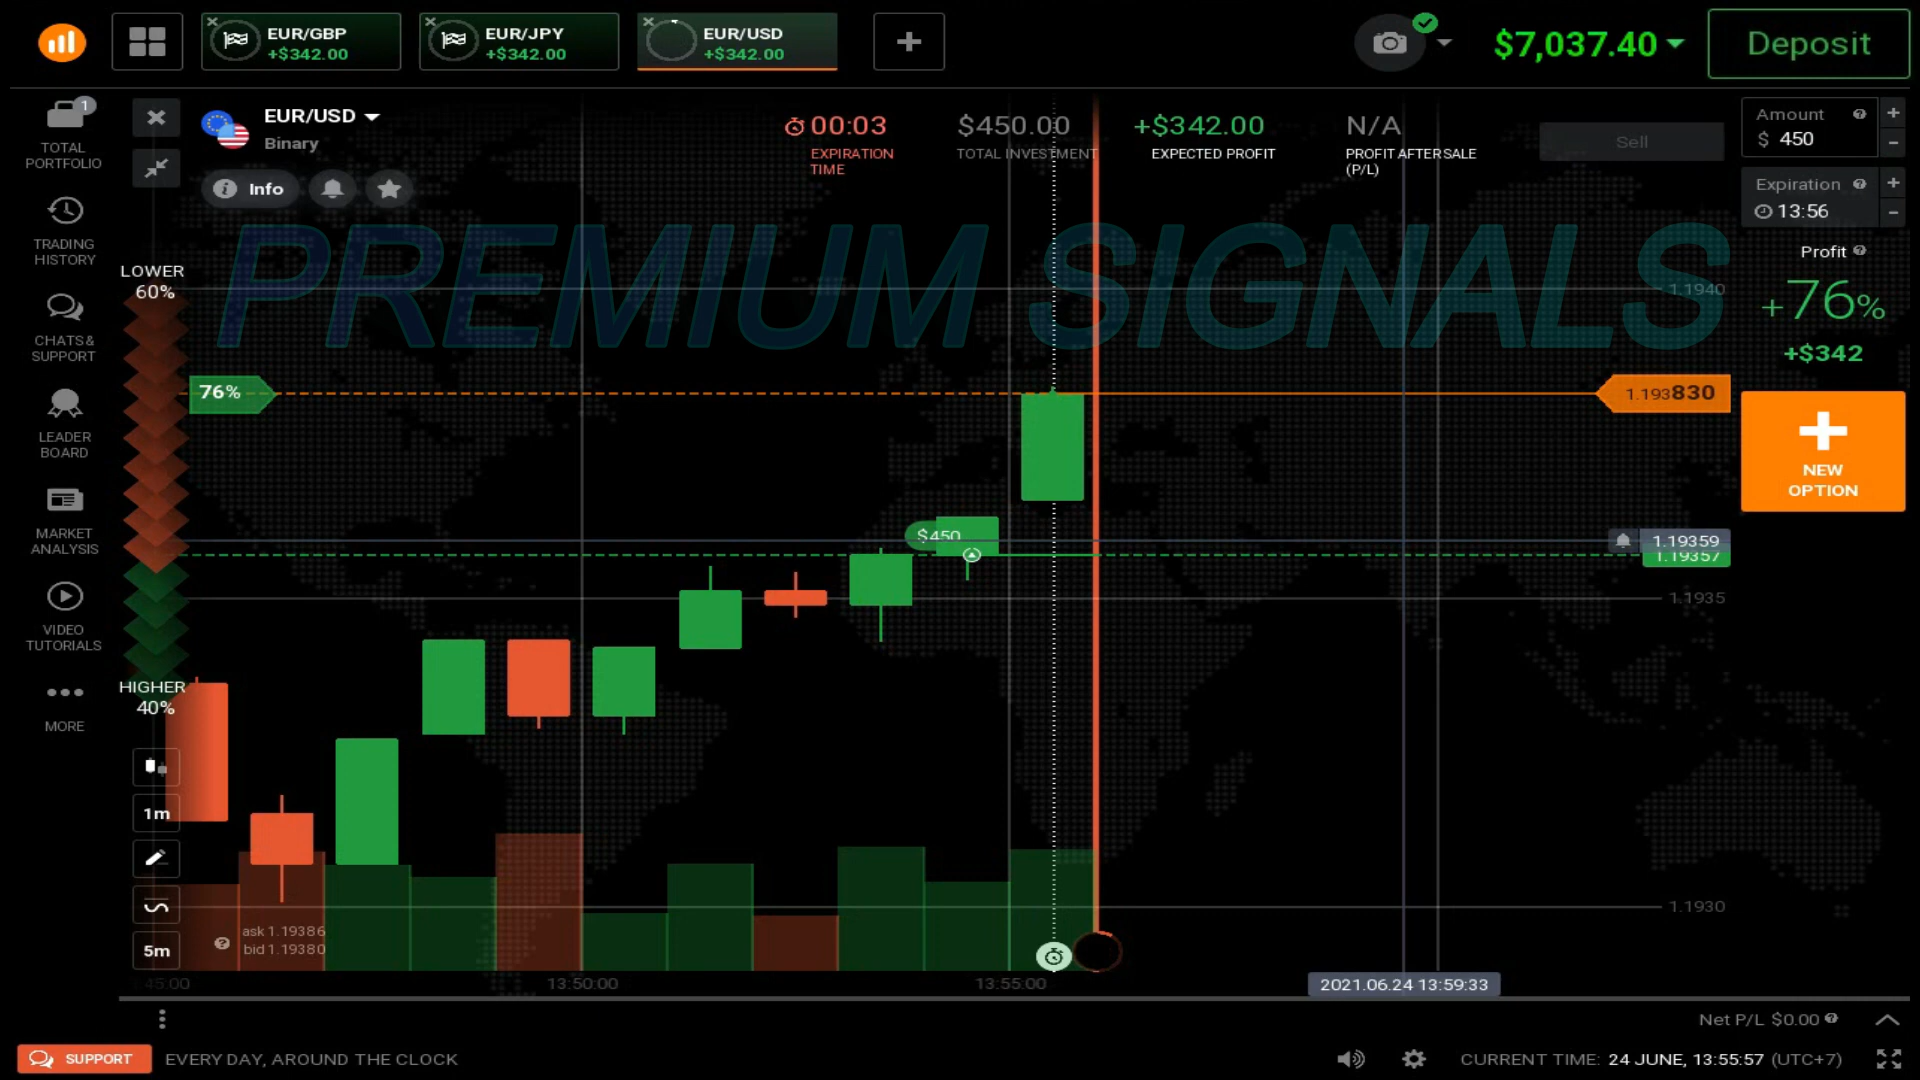 EUR/GBP
+$342.00
EUR/JPY
+$342.00
EUR/USD
+$342.00
$7,037.40
Deposit
1
TOTAL
PORTFOLIO
TRADING
HISTORY
CHATS &
SUPPORT
LEADER
BOARD
MARKET
ANALYSIS
VIDEO
TUTORIALS
MORE
EUR/USD
Binary
Info
00:03
EXPIRATION
TIME
$450.00
TOTAL INVESTMENT
+$342.00
EXPECTED PROFIT
N/A
PROFIT AFTER SALE
(P/L)
Sell
Amount
$ 450
Expiration
13:56
Profit
+76%
+$342
NEW
OPTION
PREMIUM SIGNALS
LOWER
60%
76%
HIGHER
40%
$450
1.1940
1.193830
1.19359
1.19357
1.1935
1.1930
1m
5m
ask 1.19386
bid 1.19380
:45:00
13:50:00
13:55:00
2021.06.24 13:59:33
Net P/L $0.00
SUPPORT
EVERY DAY, AROUND THE CLOCK
CURRENT TIME: 24 JUNE, 13:55:57 (UTC+7)